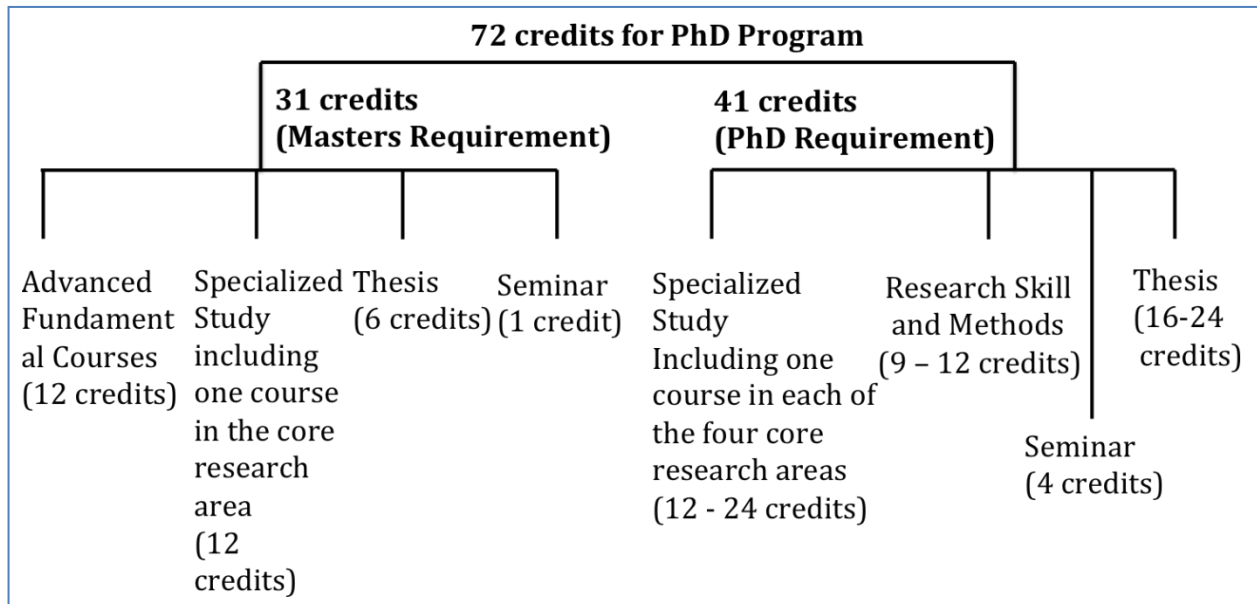 72 credits for PhD Program
31 credits
(Masters Requirement)
41 credits
(PhD Requirement)
Advanced
Fundament
al Courses
(12 credits)
Specialized
Study
including
one course
in the core
research
area
(12
credits)
Thesis
(6 credits)
Seminar
(1 credit)
Specialized
Study
Including one
course in each of
the four core
research areas
(12 - 24 credits)
Research Skill
and Methods
(9 – 12 credits)
Seminar
(4 credits)
Thesis
(16-24
credits)